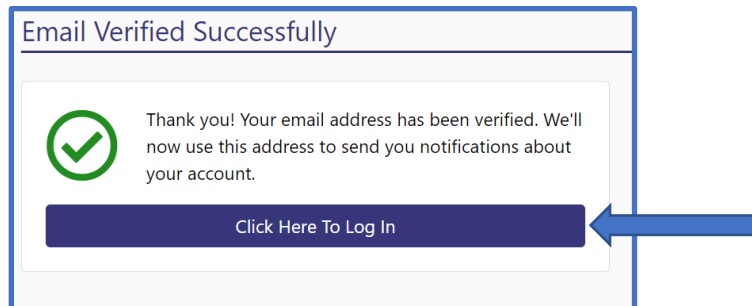 Email Verified Successfully
Thank you! Your email address has been verified. We'll
now use this address to send you notifications about
your account.
Click Here To Log In